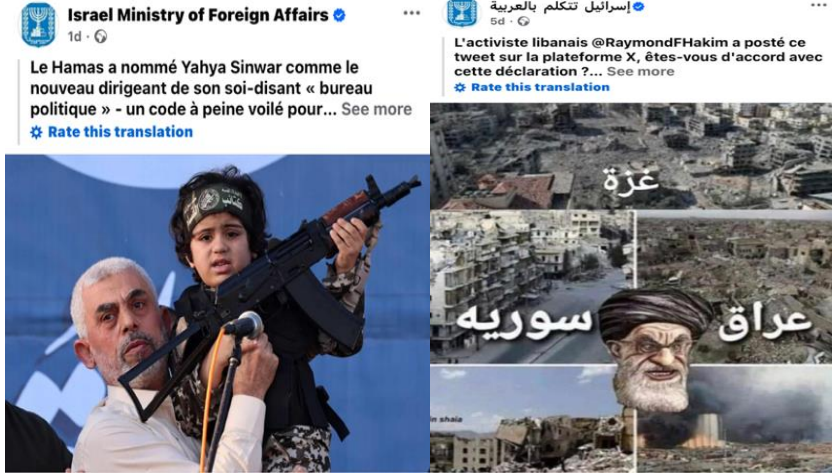 Israel Ministry of Foreign Affairs
1d ·
Le Hamas a nommé Yahya Sinwar comme le
nouveau dirigeant de son soi-disant « bureau
politique » - un code à peine voilé pour... See more
Rate this translation
كتائب
إسرائيل تتكلم بالعربية
5d ·
L'activiste libanais @RaymondFHakim a posté ce
tweet sur la plateforme X, êtes-vous d'accord avec
cette déclaration ?... See more
Rate this translation
غزة
سوريه
عراق
in shaia